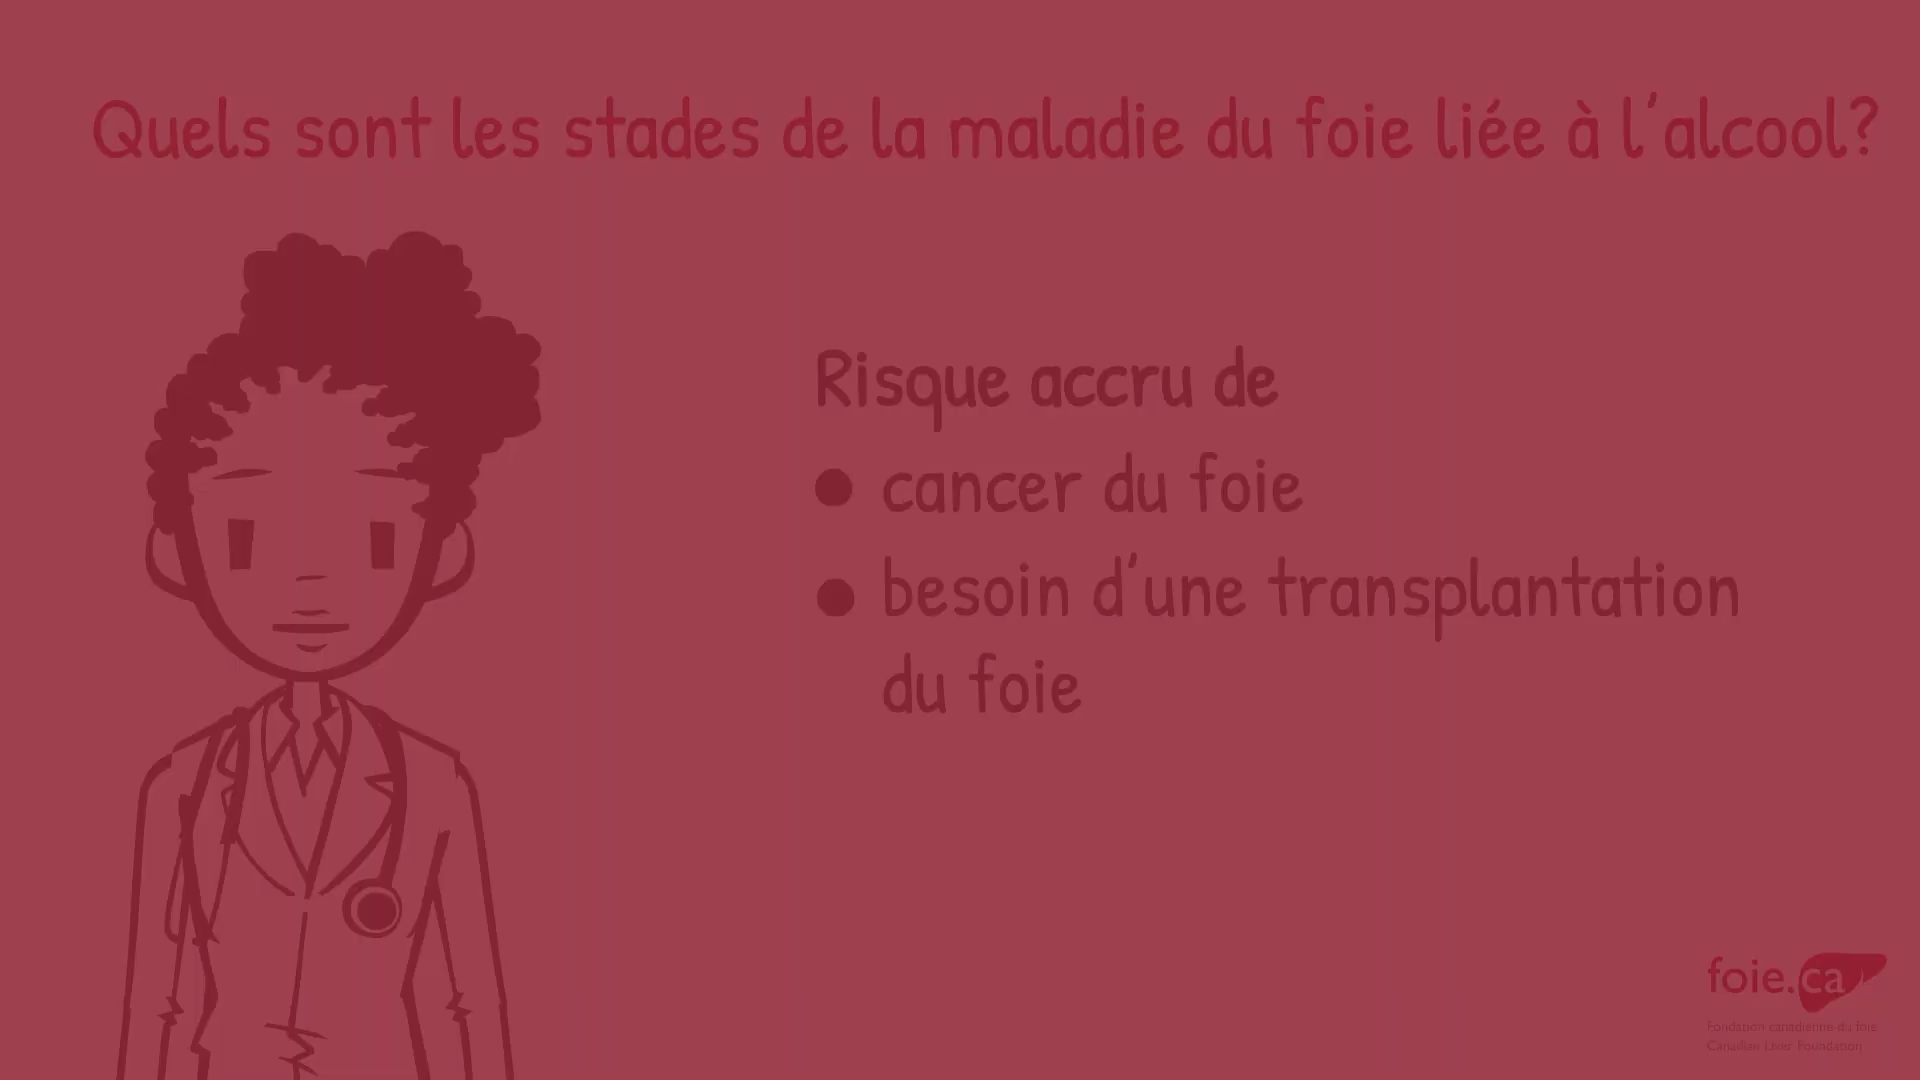 Quels sont les stades de la maladie du foie liée à l'alcool?
Risque accru de
● cancer du foie
● besoin d'une transplantation
du foie
foie.ca
Fondation canadienne du foie
Canadian Liver Foundation